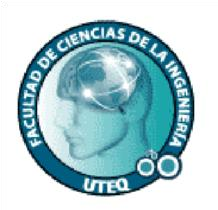 FACULTAD DE CIENCIAS DE LA INGENIERÍA
UTEQ